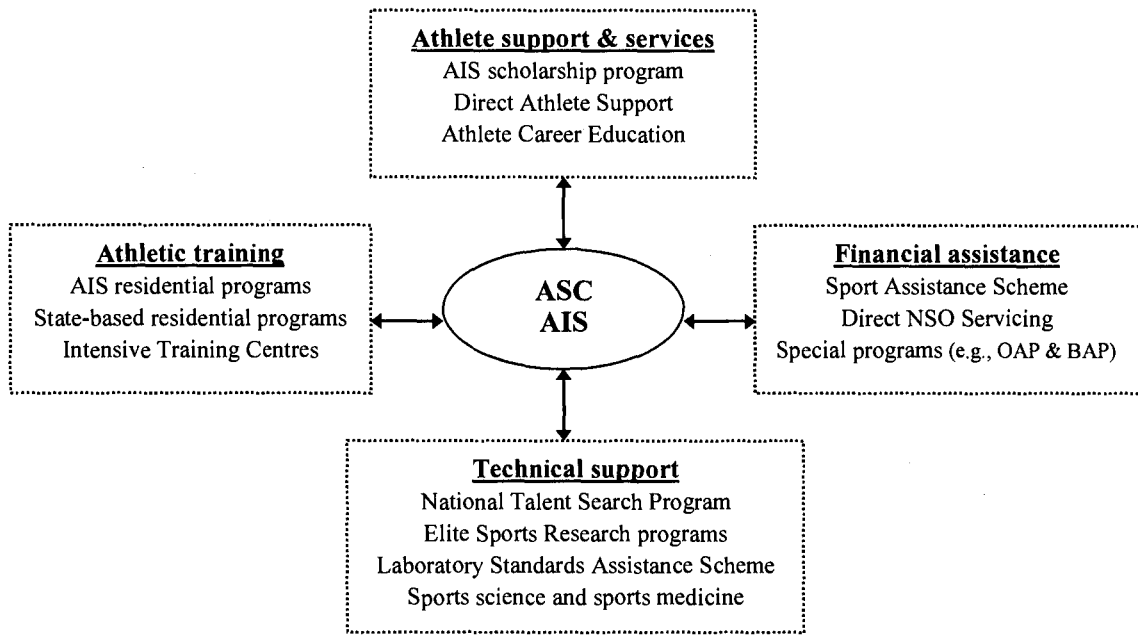 Athlete support & services
AIS scholarship program
Direct Athlete Support
Athlete Career Education
Athletic training
AIS residential programs
State-based residential programs
Intensive Training Centres
ASC
AIS
Financial assistance
Sport Assistance Scheme
Direct NSO Servicing
Special programs (e.g., OAP & BAP)
Technical support
National Talent Search Program
Elite Sports Research programs
Laboratory Standards Assistance Scheme
Sports science and sports medicine